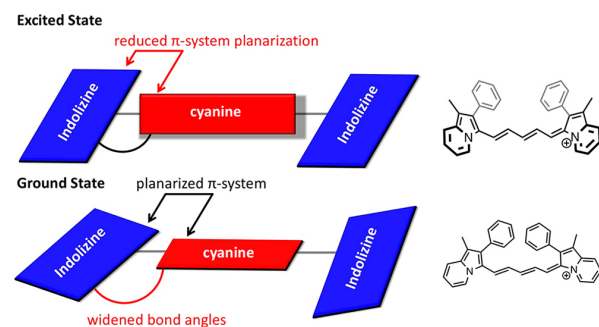 Excited State
reduced π-system planarization
Indolizine
cyanine
Indolizine
N
N
⊕
Ground State
planarized π-system
Indolizine
cyanine
Indolizine
widened bond angles
N
N
⊕